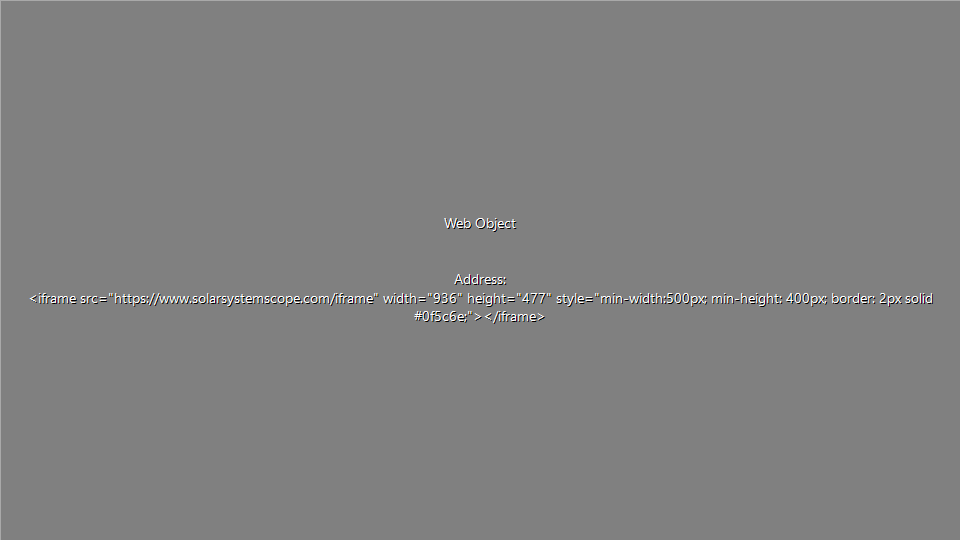 Web Object
Address:
<iframe src="https://www.solarsystemscope.com/iframe" width="936" height="477" style="min-width:500px; min-height: 400px; border: 2px solid
#0f5c6e;"></iframe>